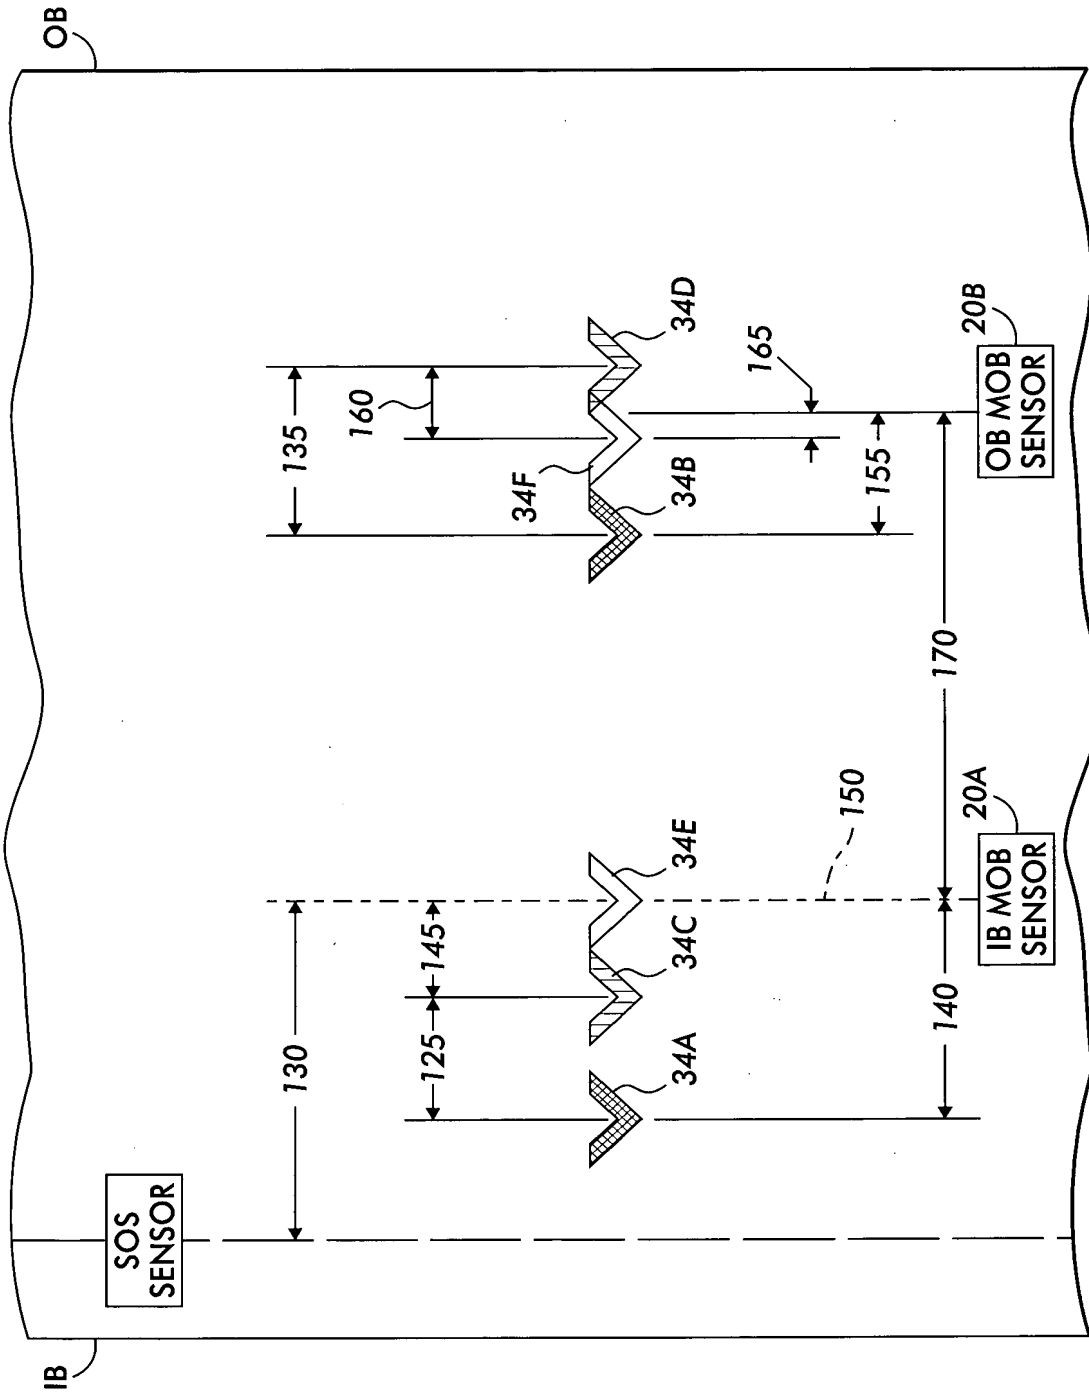 OB
IB
SOS
SENSOR
130
135
125
145
160
34A
34C
34E
34F
34B
34D
165
155
150
140
170
20A
20B
IB MOB
SENSOR
OB MOB
SENSOR